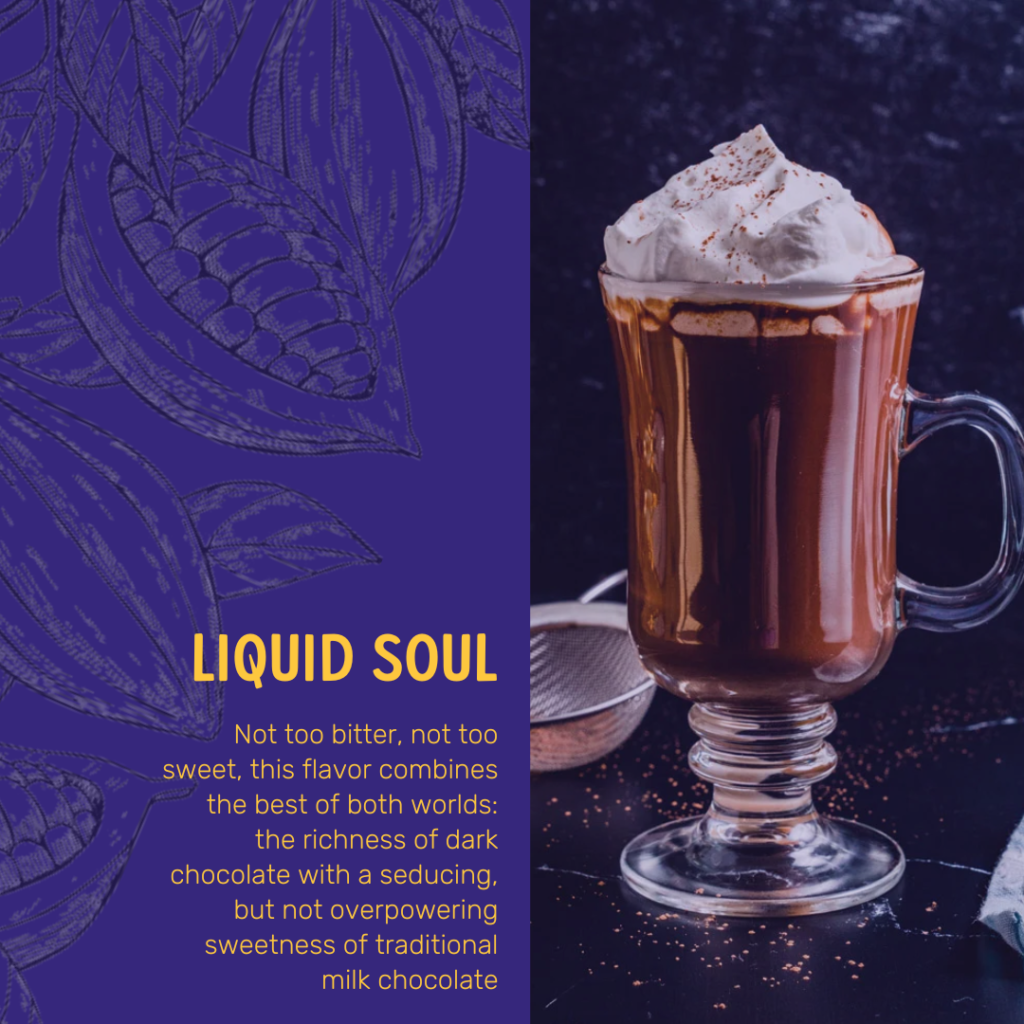 LIQUID SOUL
Not too bitter, not too
sweet, this flavor combines
the best of both worlds:
the richness of dark
chocolate with a seducing,
but not overpowering
sweetness of traditional
milk chocolate